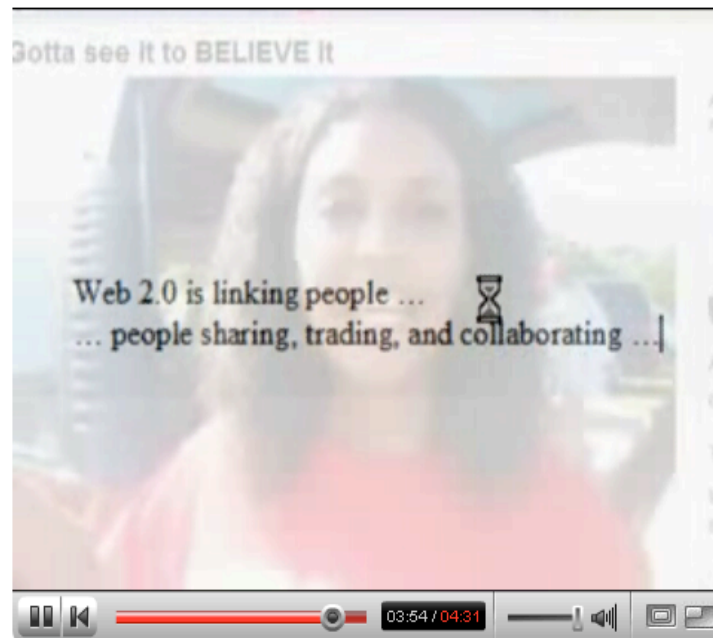 Gotta see it to BELIEVE it
Web 2.0 is linking people ...
... people sharing, trading, and collaborating ...
03:54 / 04:31